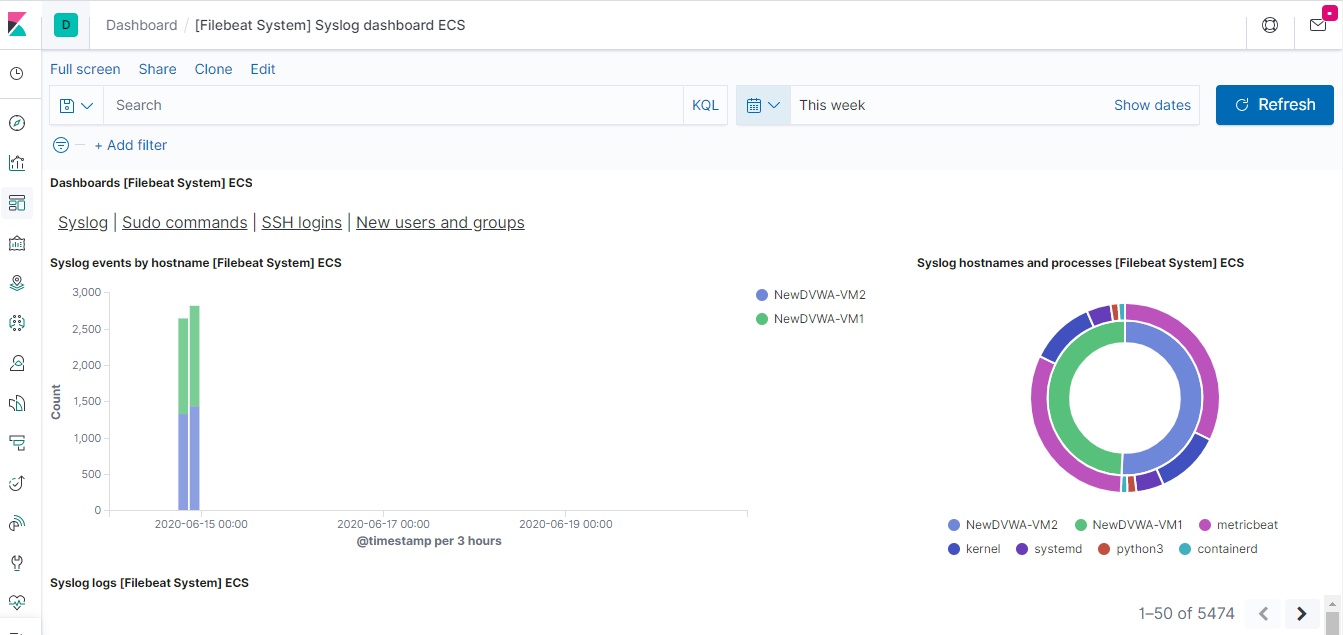 D Dashboard / [Filebeat System] Syslog dashboard ECS
Full screen Share Clone Edit
Search KQL This week Show dates Refresh
+ Add filter
Dashboards [Filebeat System] ECS
Syslog | Sudo commands | SSH logins | New users and groups
Syslog events by hostname [Filebeat System] ECS
3,000
2,500
2,000
1,500
1,000
500
0
Count
2020-06-15 00:00 2020-06-17 00:00 2020-06-19 00:00
@timestamp per 3 hours
NewDVWA-VM2
NewDVWA-VM1
Syslog hostnames and processes [Filebeat System] ECS
NewDVWA-VM2 NewDVWA-VM1 metricbeat
kernel systemd python3 containerd
Syslog logs [Filebeat System] ECS
1–50 of 5474